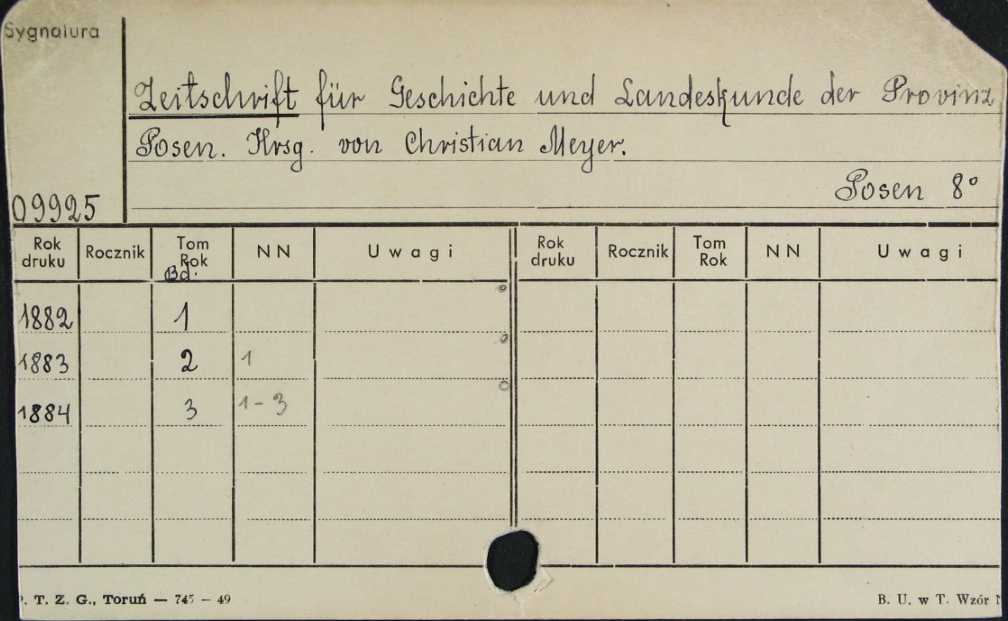 Sygnatura
Zeitschrift für Geschichte und Landeskunde der Provinz
Posen. Hrsg. von Christian Meyer.
Posen 8°
09925
Rok druku Rocznik Tom Rok NN Uwagi Rok druku Rocznik Tom Rok NN Uwagi
Bd.
1882 1
1883 2 1
1884 3 1-3
. T. Z. G., Toruń — 745 — 49 B. U. w T. Wzór